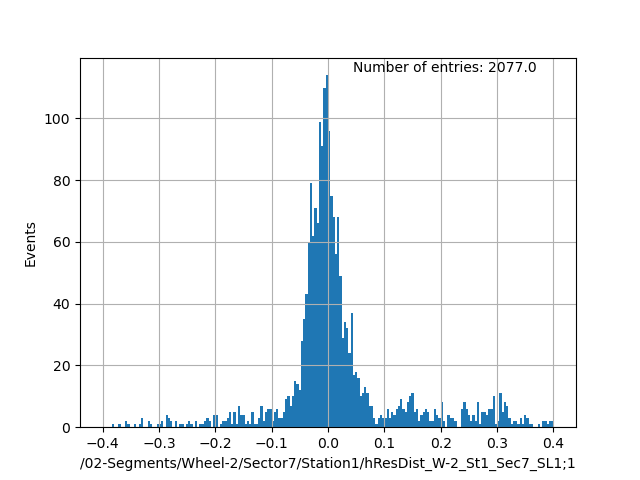 Number of entries: 2077.0
Events
100
80
60
40
20
0
−0.4 −0.3 −0.2 −0.1 0.0 0.1 0.2 0.3 0.4
/02-Segments/Wheel-2/Sector7/Station1/hResDist_W-2_St1_Sec7_SL1;1